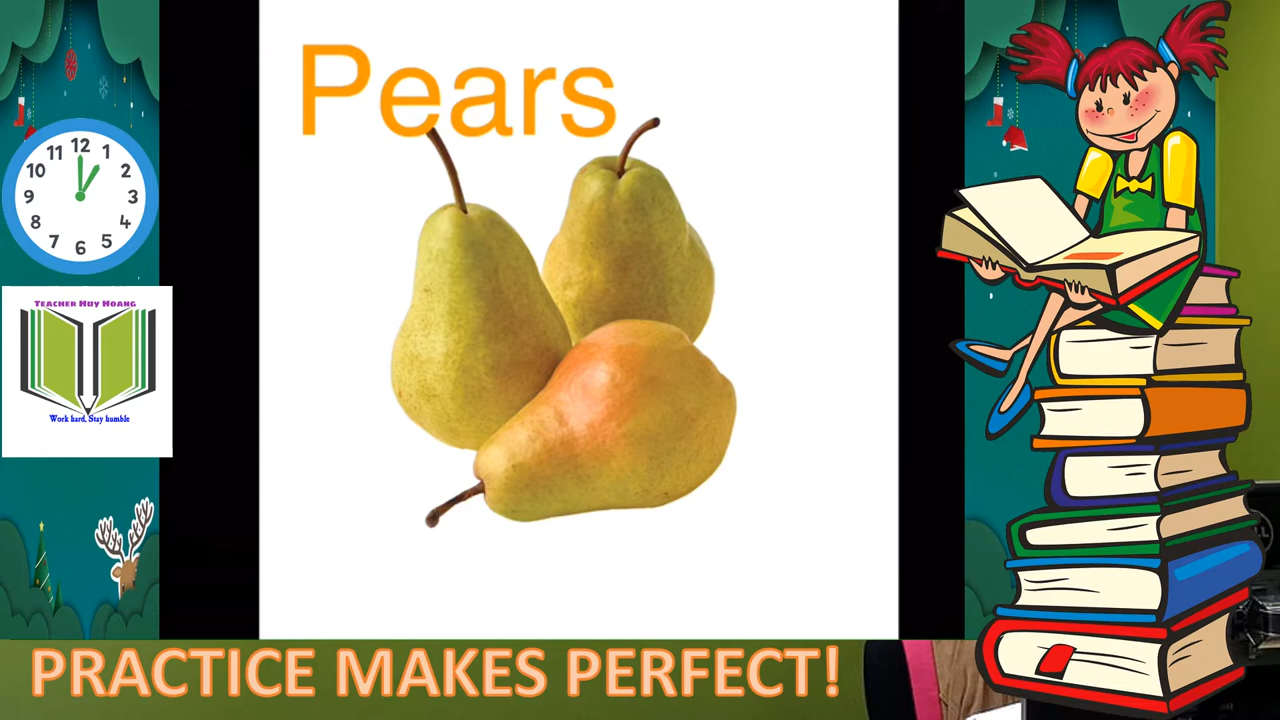 Pears
11 12 1
10 2
9 3
8 4
7 6 5
Teacher Huy Hoang
Work hard, Stay humble
PRACTICE MAKES PERFECT!